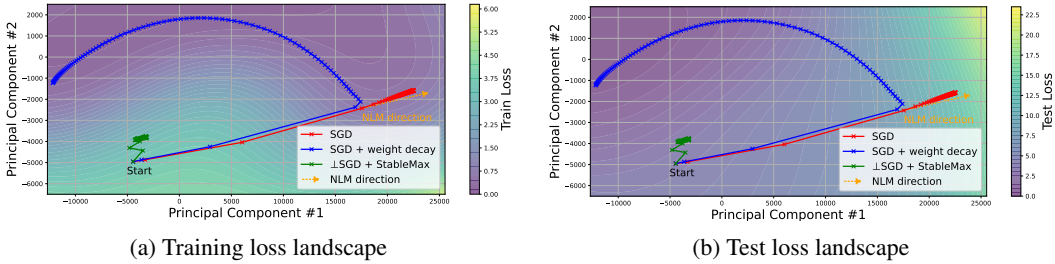 Principal Component #2
2000
1000
0
−1000
−2000
−3000
−4000
−5000
−6000
Start
NLM direction
SGD
SGD + weight decay
⊥SGD + StableMax
NLM direction
−10000
−5000
0
5000
10000
15000
20000
25000
Principal Component #1
6.00
5.25
4.50
3.75
3.00
2.25
1.50
0.75
0.00
Train Loss
(a) Training loss landscape
Principal Component #2
2000
1000
0
−1000
−2000
−3000
−4000
−5000
−6000
Start
NLM direction
SGD
SGD + weight decay
⊥SGD + StableMax
NLM direction
−10000
−5000
0
5000
10000
15000
20000
25000
Principal Component #1
22.5
20.0
17.5
15.0
12.5
10.0
7.5
5.0
2.5
0.0
Test Loss
(b) Test loss landscape